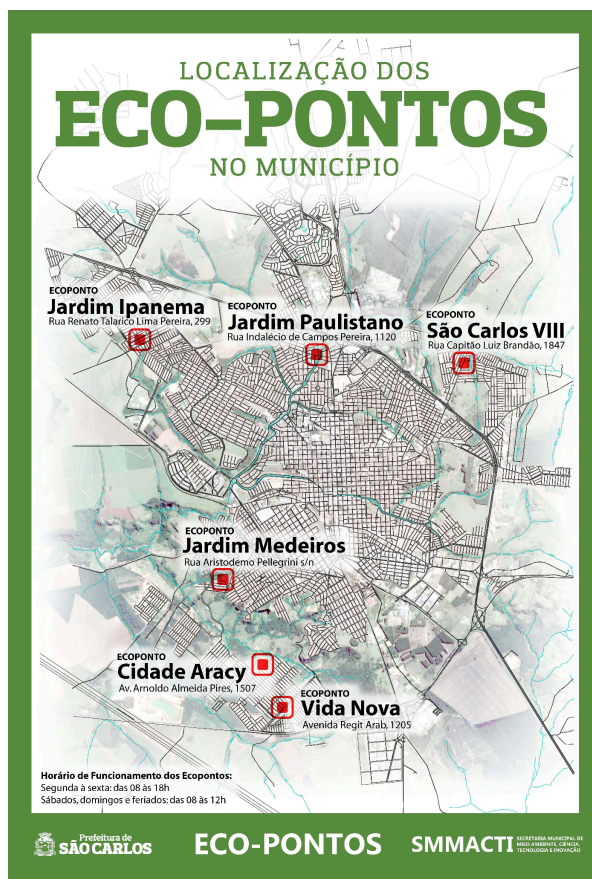 LOCALIZAÇÃO DOS
ECO-PONTOS
NO MUNICÍPIO
ECOPONTO
Jardim Ipanema
Rua Renato Talarico Lima Pereira, 299
ECOPONTO
Jardim Paulistano
Rua Indalécio de Campos Pereira, 1120
ECOPONTO
São Carlos VIII
Rua Capitão Luiz Brandão, 1847
ECOPONTO
Jardim Medeiros
Rua Aristodemo Pellegrini s/n
ECOPONTO
Cidade Aracy
Av. Arnoldo Almeida Pires, 1507
ECOPONTO
Vida Nova
Avenida Regit Arab, 1205
Horário de Funcionamento dos Ecopontos:
Segunda à sexta: das 08 às 18h
Sábados, domingos e feriados: das 08 às 12h
Prefeitura de
SÃO CARLOS
ECO-PONTOS
SMMACTI
SECRETARIA MUNICIPAL DE
MEIO AMBIENTE, CIÊNCIA,
TECNOLOGIA E INOVAÇÃO